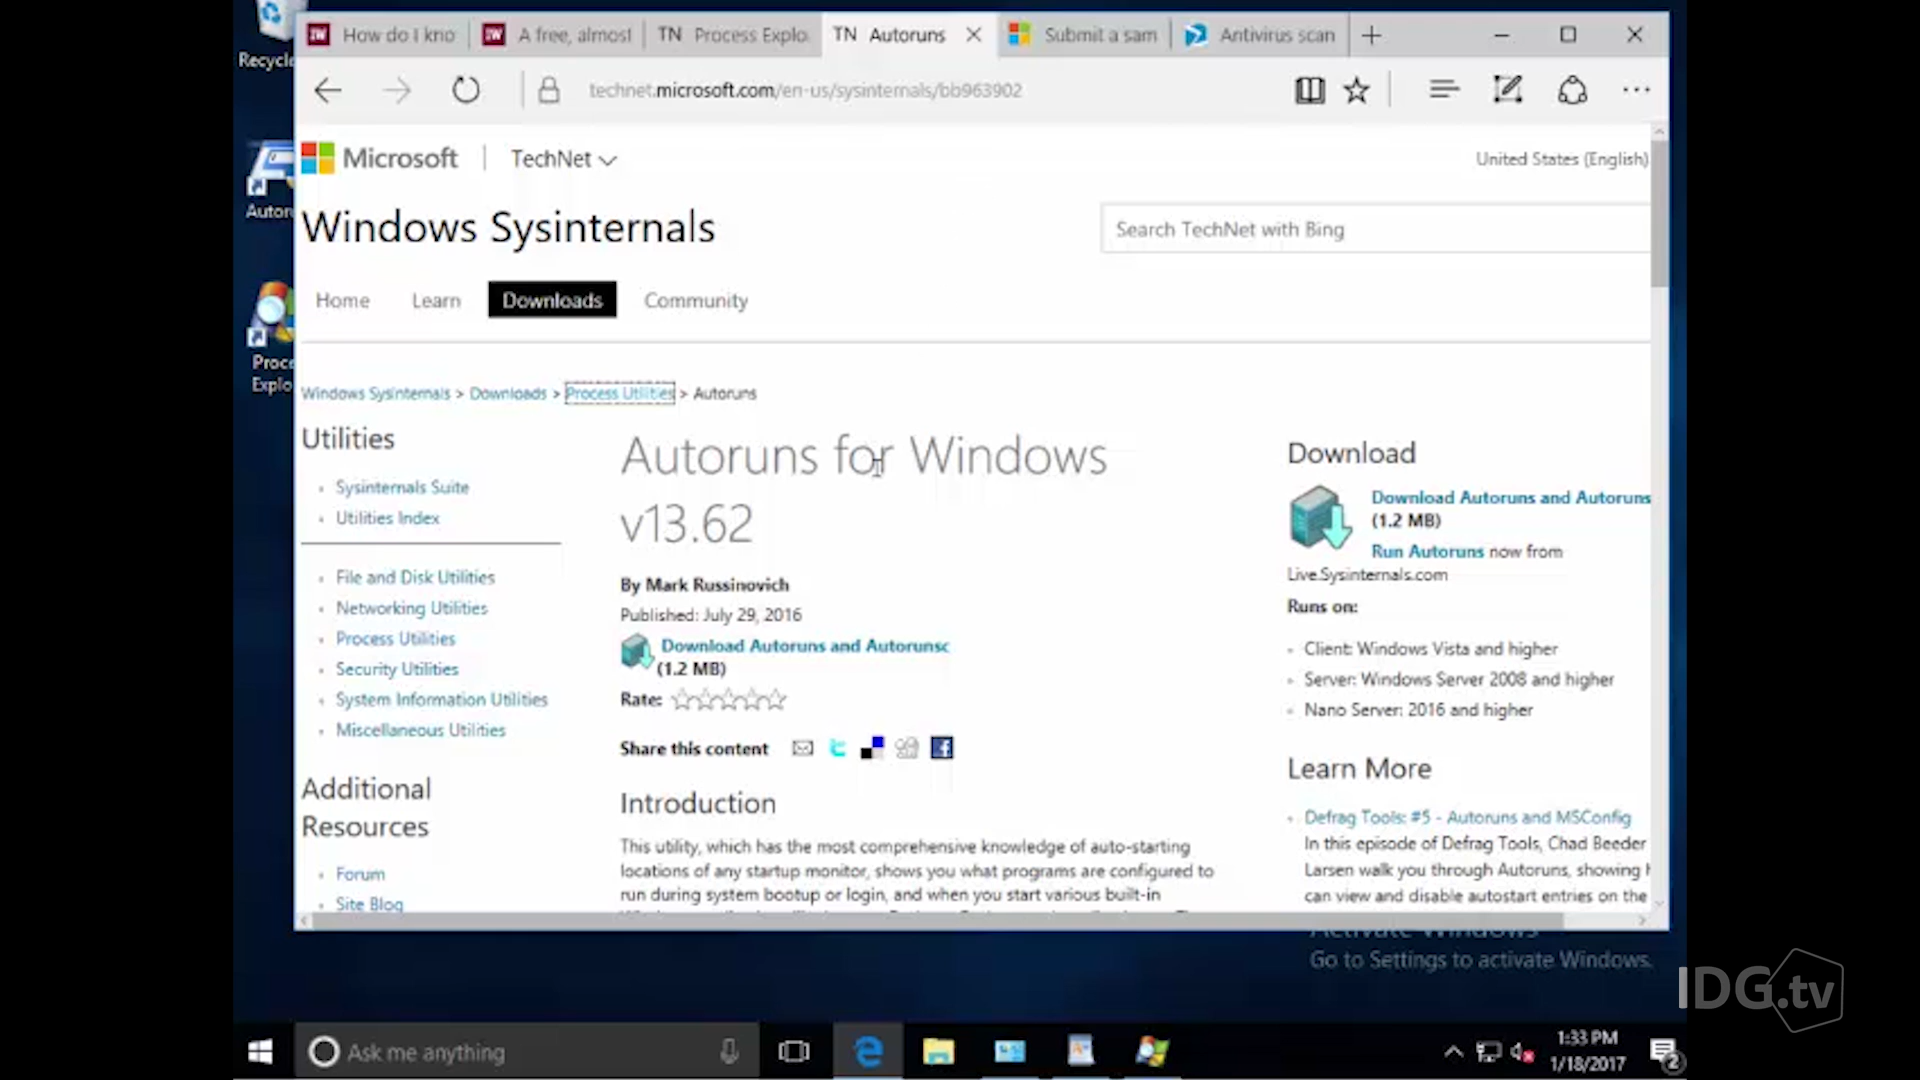 How do I kno
A free, almost
TN Process Explo
TN Autoruns
Submit a sam
Antivirus scan
technet.microsoft.com/en-us/sysinternals/bb963902
Recycle
Autoru
Proce
Explo
Microsoft
TechNet
United States (English)
Windows Sysinternals
Search TechNet with Bing
Home
Learn
Downloads
Community
Windows Sysinternals > Downloads > Process Utilities > Autoruns
Utilities
Sysinternals Suite
Utilities Index
File and Disk Utilities
Networking Utilities
Process Utilities
Security Utilities
System Information Utilities
Miscellaneous Utilities
Additional
Resources
Forum
Site Blog
Autoruns for Windows
v13.62
By Mark Russinovich
Published: July 29, 2016
Download Autoruns and Autorunsc
(1.2 MB)
Rate:
Share this content
Introduction
This utility, which has the most comprehensive knowledge of auto-starting
locations of any startup monitor, shows you what programs are configured to
run during system bootup or login, and when you start various built-in
Download
Download Autoruns and Autoruns
(1.2 MB)
Run Autoruns now from
Live.Sysinternals.com
Runs on:
Client: Windows Vista and higher
Server: Windows Server 2008 and higher
Nano Server: 2016 and higher
Learn More
Defrag Tools: #5 - Autoruns and MSConfig
In this episode of Defrag Tools, Chad Beeder
Larsen walk you through Autoruns, showing h
can view and disable autostart entries on the
Activate Windows
Go to Settings to activate Windows.
IDG.tv
Ask me anything
1:33 PM
1/18/2017
2